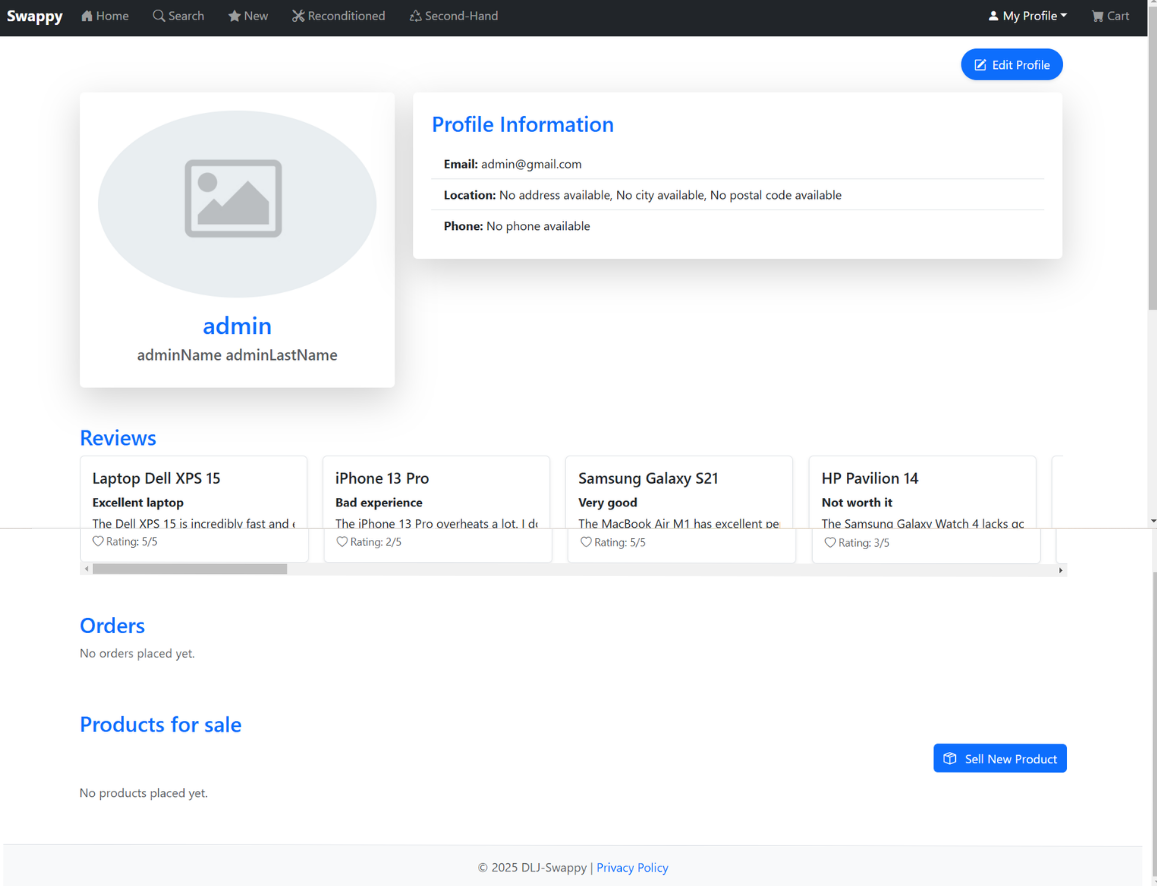 Swappy Home Search New Reconditioned Second-Hand My Profile Cart
Edit Profile
Profile Information
Email: admin@gmail.com
Location: No address available, No city available, No postal code available
Phone: No phone available
admin
adminName adminLastName
Reviews
Laptop Dell XPS 15
Excellent laptop
The Dell XPS 15 is incredibly fast and
Rating: 5/5
iPhone 13 Pro
Bad experience
The iPhone 13 Pro overheats a lot. I
Rating: 2/5
Samsung Galaxy S21
Very good
The MacBook Air M1 has excellent
Rating: 5/5
HP Pavilion 14
Not worth it
The Samsung Galaxy Watch 4 lacks
Rating: 3/5
Orders
No orders placed yet.
Products for sale
Sell New Product
No products placed yet.
© 2025 DLJ-Swappy | Privacy Policy